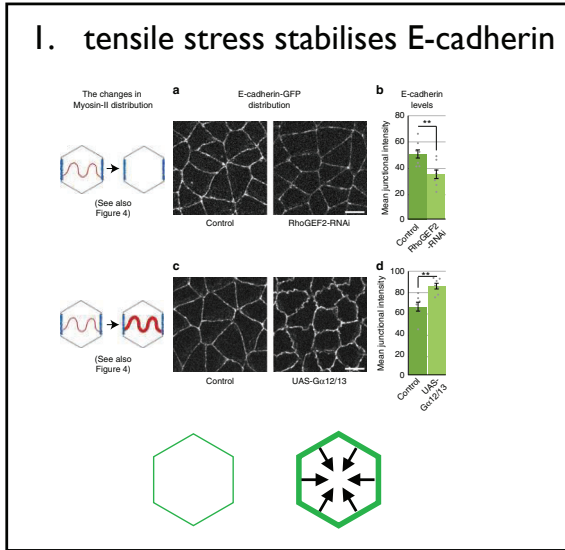 1. tensile stress stabilises E-cadherin
The changes in
Myosin-II distribution
a
E-cadherin-GFP
distribution
b
E-cadherin
levels
(See also
Figure 4)
Control
RhoGEF2-RNAi
Mean junctional intensity
80
60
40
20
0
**
Control
RhoGEF2
-RNAi
c
d
(See also
Figure 4)
Control
UAS-Gα12/13
Mean junctional intensity
100
80
60
40
20
0
**
Control
UAS-
Gα12/13